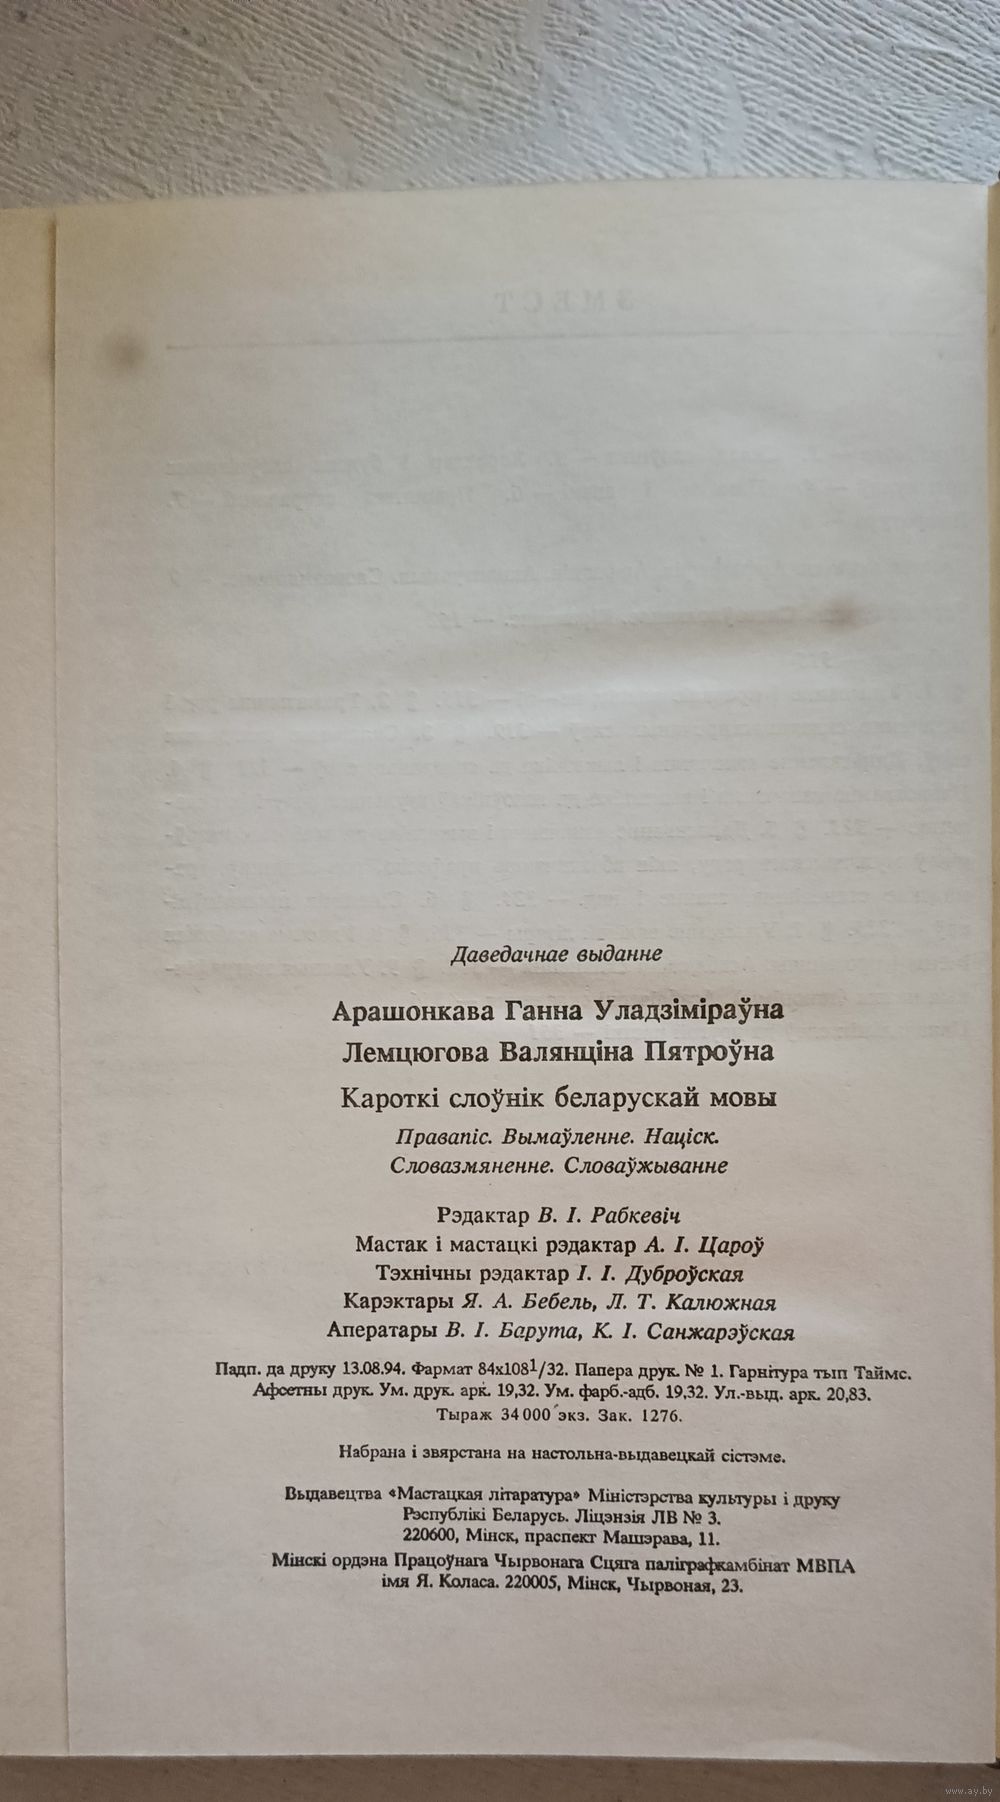 Даведачнае выданне
Арашонкава Ганна Уладзіміраўна
Лемцюгова Валянціна Пятроўна
Кароткі слоўнік беларускай мовы
Правапіс. Вымаўленне. Націск.
Словазмяненне. Словаўжыванне
Рэдактар В. І. Рабкевіч
Мастак і мастацкі рэдактар А. І. Цароў
Тэхнічны рэдактар І. І. Дуброўская
Карэктары Я. А. Бебель, Л. Т. Калюжная
Аператары В. І. Барута, К. І. Санжарэўская
Падп. да друку 13.08.94. Фармат 84х108¹/32. Папера друк. № 1. Гарнітура тып Таймс.
Афсетны друк. Ум. друк. арк. 19,32. Ум. фарб.-адб. 19,32. Ул.-выд. арк. 20,83.
Тыраж 34 000 экз. Зак. 1276.
Набрана і звярстана на настольна-выдавецкай сістэме.
Выдавецтва «Мастацкая літаратура» Міністэрства культуры і друку
Рэспублікі Беларусь. Ліцэнзія ЛВ № 3.
220600, Мінск, праспект Машэрава, 11.
Мінскі ордэна Працоўнага Чырвонага Сцяга паліграфкамбінат МВПА
імя Я. Коласа. 220005, Мінск, Чырвоная, 23.
www.ay.by